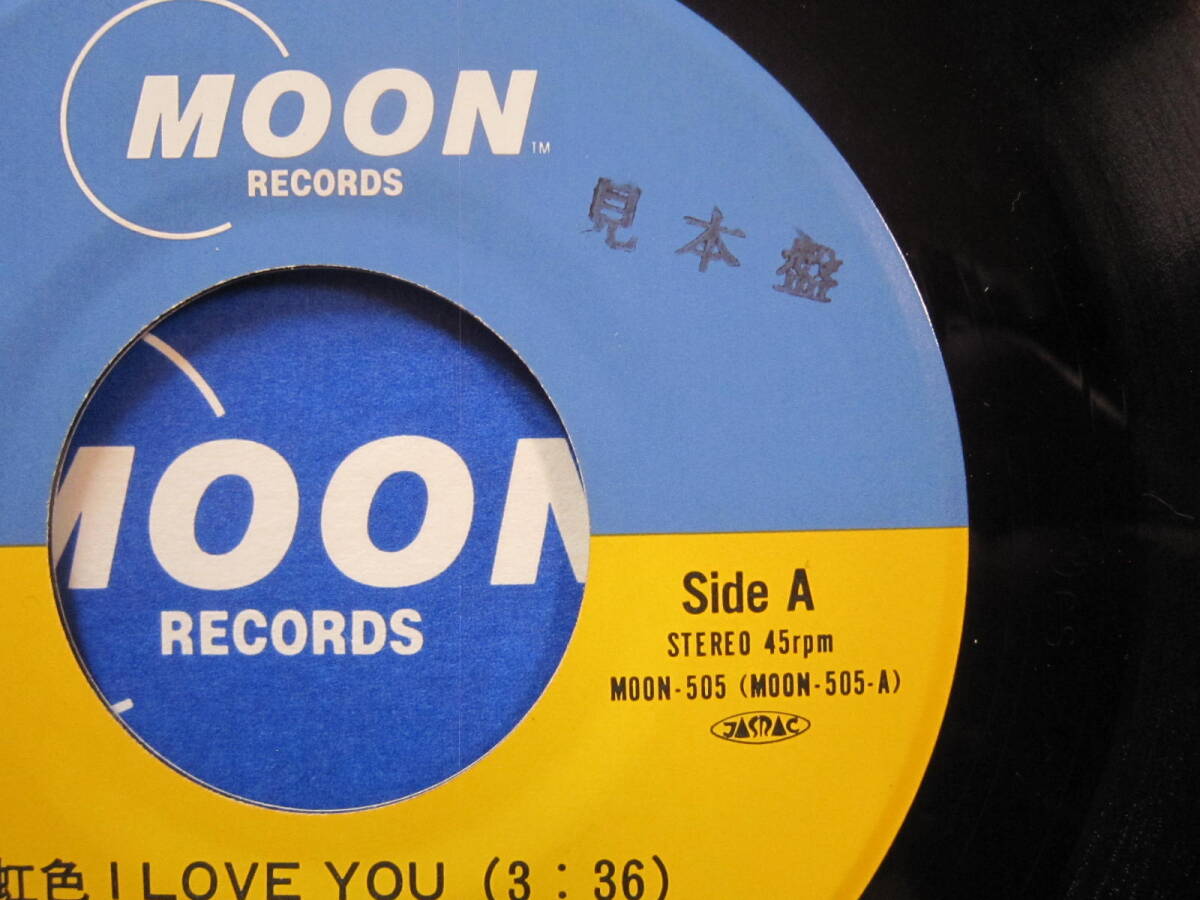 MOON TM
RECORDS
見本盤
MOON
RECORDS
Side A
STEREO 45rpm
MOON-505 (MOON-505-A)
JASRAC
虹色 I LOVE YOU (3:36)